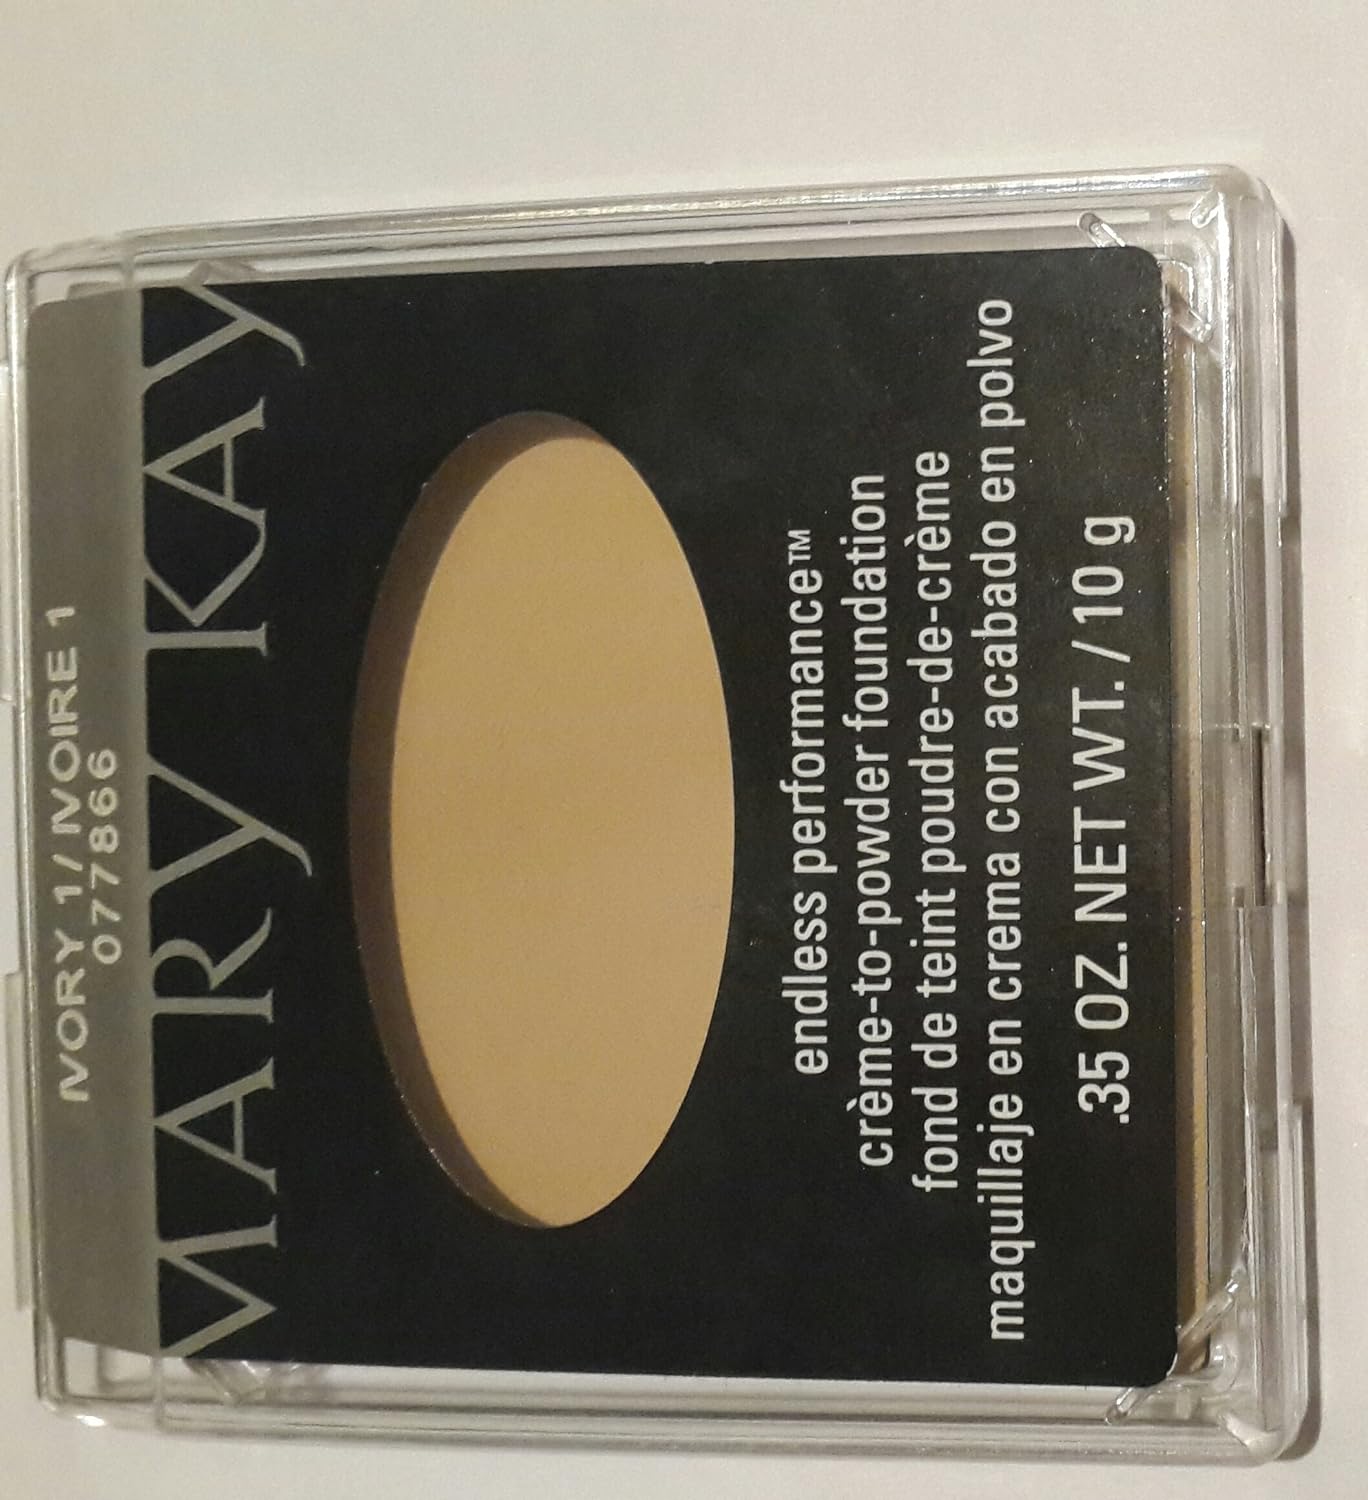 IVORY 1/IVOIRE 1
077866
MARY KAY
endless performance™
crème-to-powder foundation
fond de teint poudre-de-crème
maquillaje en crema con acabado en polvo
.35 OZ. NET WT. / 10 g